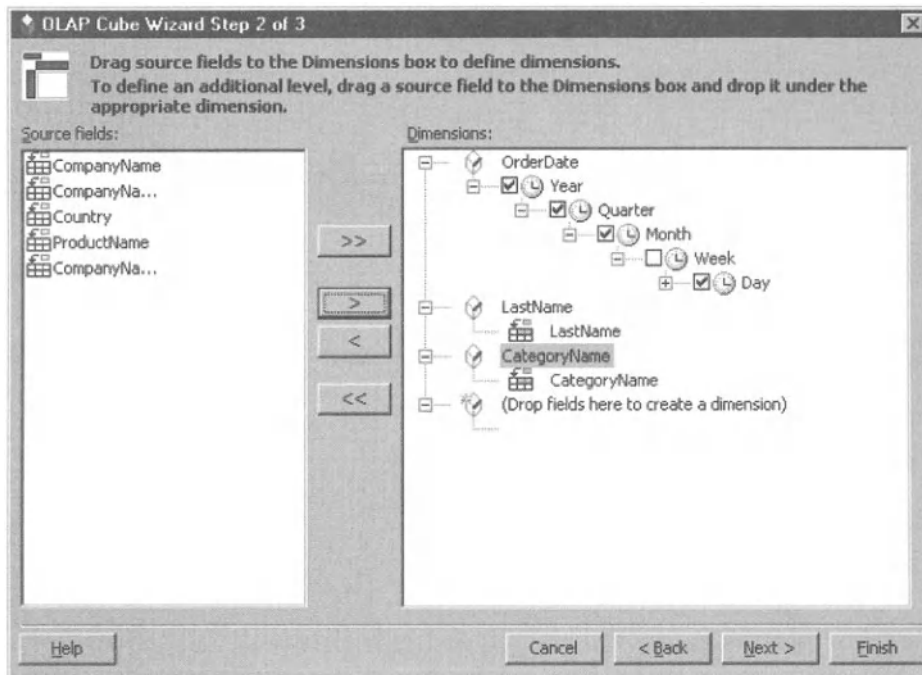 OLAP Cube Wizard Step 2 of 3
Drag source fields to the Dimensions box to define dimensions.
To define an additional level, drag a source field to the Dimensions box and drop it under the
appropriate dimension.
Source fields:
CompanyName
CompanyNa...
Country
ProductName
CompanyNa...
>>
>
<
<<
Dimensions:
OrderDate
Year
Quarter
Month
Week
Day
LastName
LastName
CategoryName
CategoryName
(Drop fields here to create a dimension)
Help
Cancel
< Back
Next >
Finish